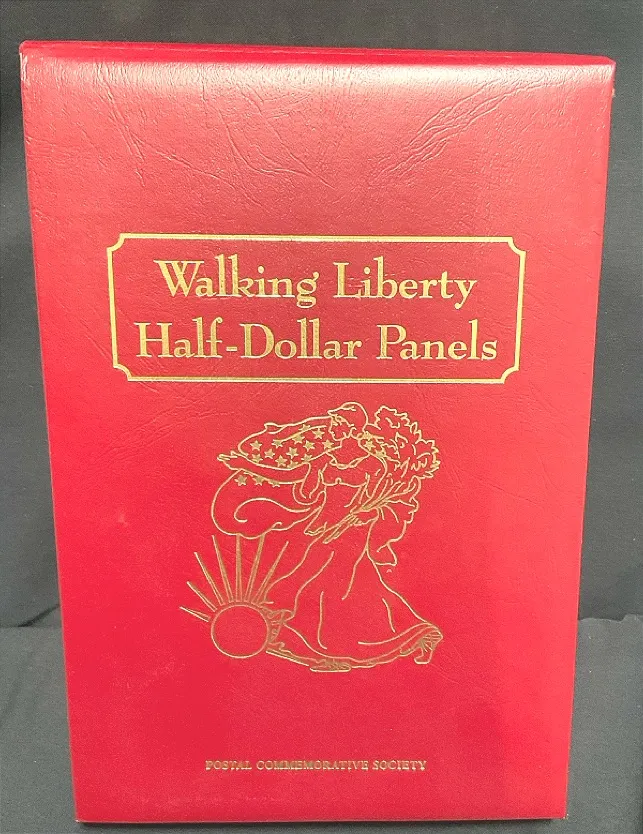 Walking Liberty
Half-Dollar Panels
POSTAL COMMEMORATIVE SOCIETY